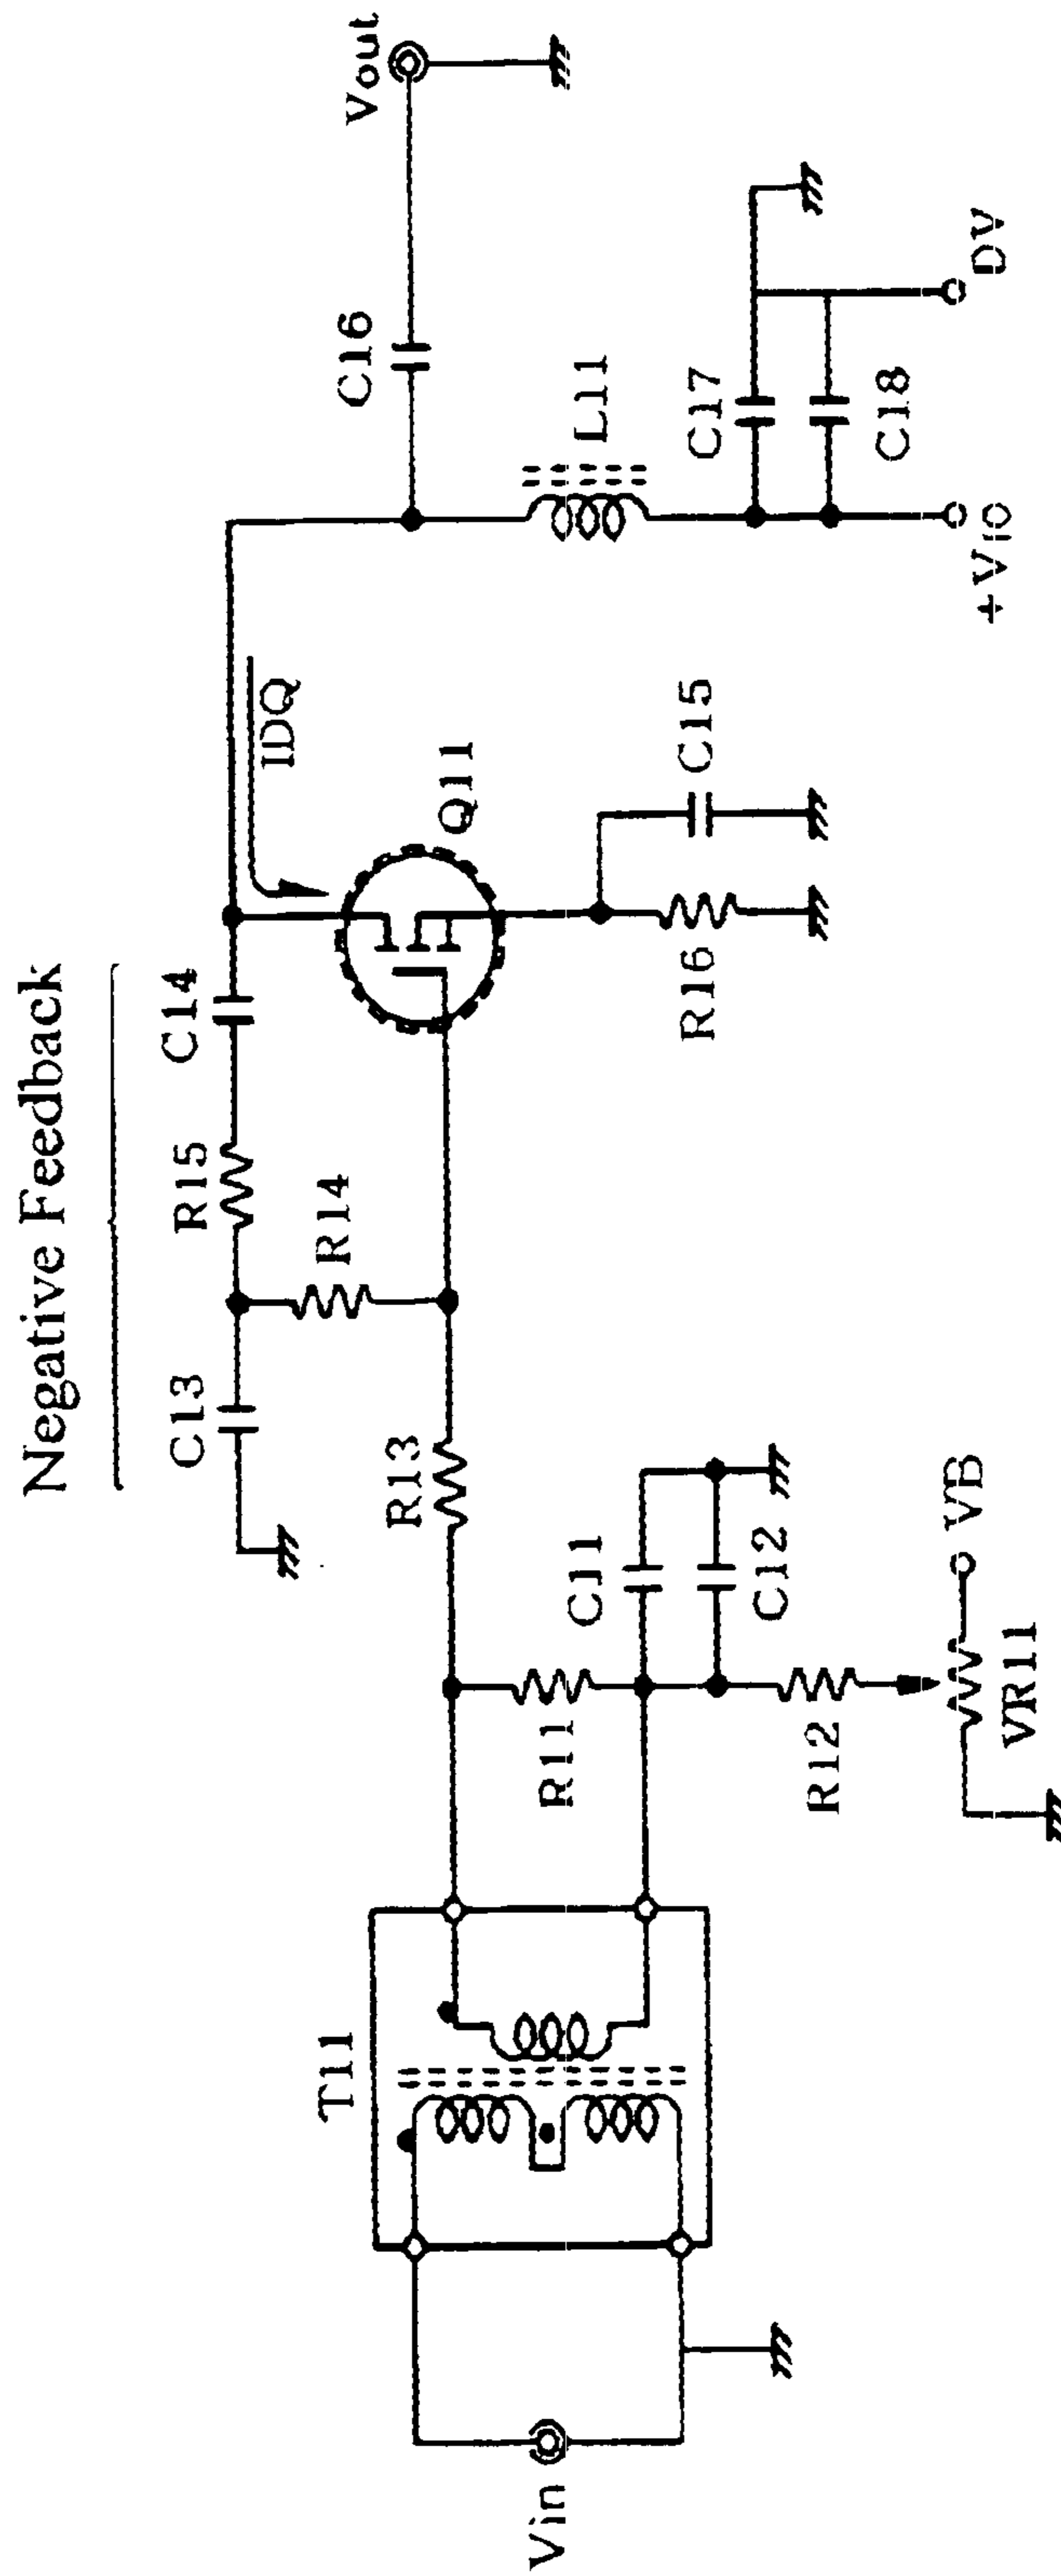 Negative Feedback
C13
R15
C14
R14
IDQ
C16
Vout
T11
R13
Q11
L11
Vin
R11
C11
C12
R12
VR11
VB
R16
C15
C17
C18
+V10
DV